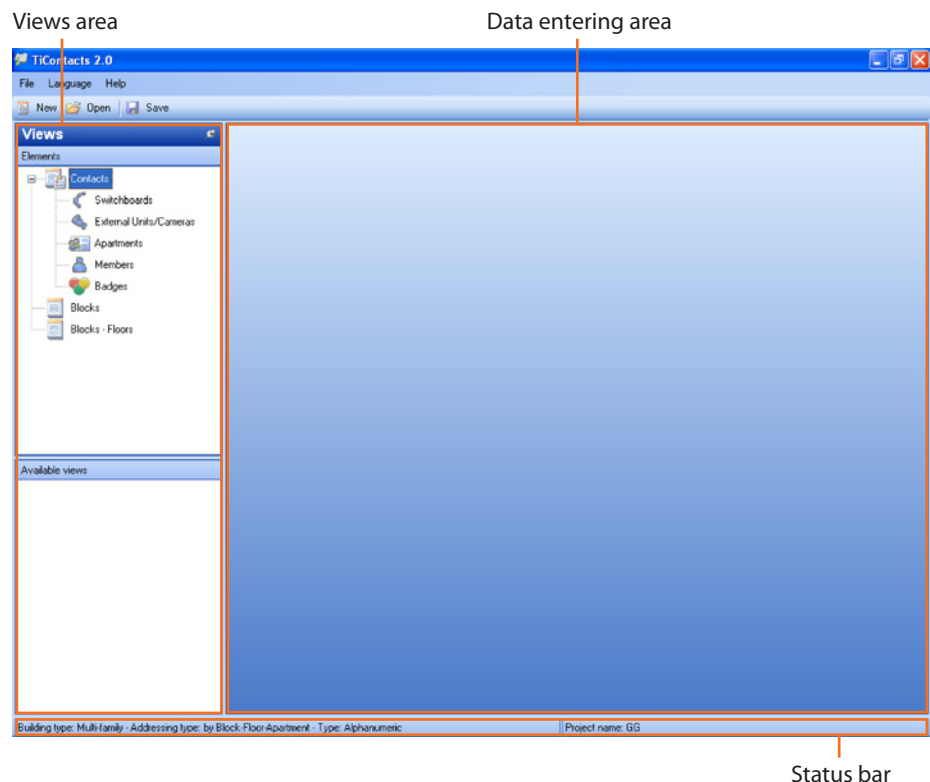 Views area
Data entering area
TiContacts 2.0
File Language Help
New Open Save
Views
Elements
Contacts
Switchboards
External Units/Cameras
Apartments
Members
Badges
Blocks
Blocks - Floors
Available views
Building type: Multi-family - Addressing type: by Block-Floor-Apartment - Type: Alphanumeric
Project name: GG
Status bar